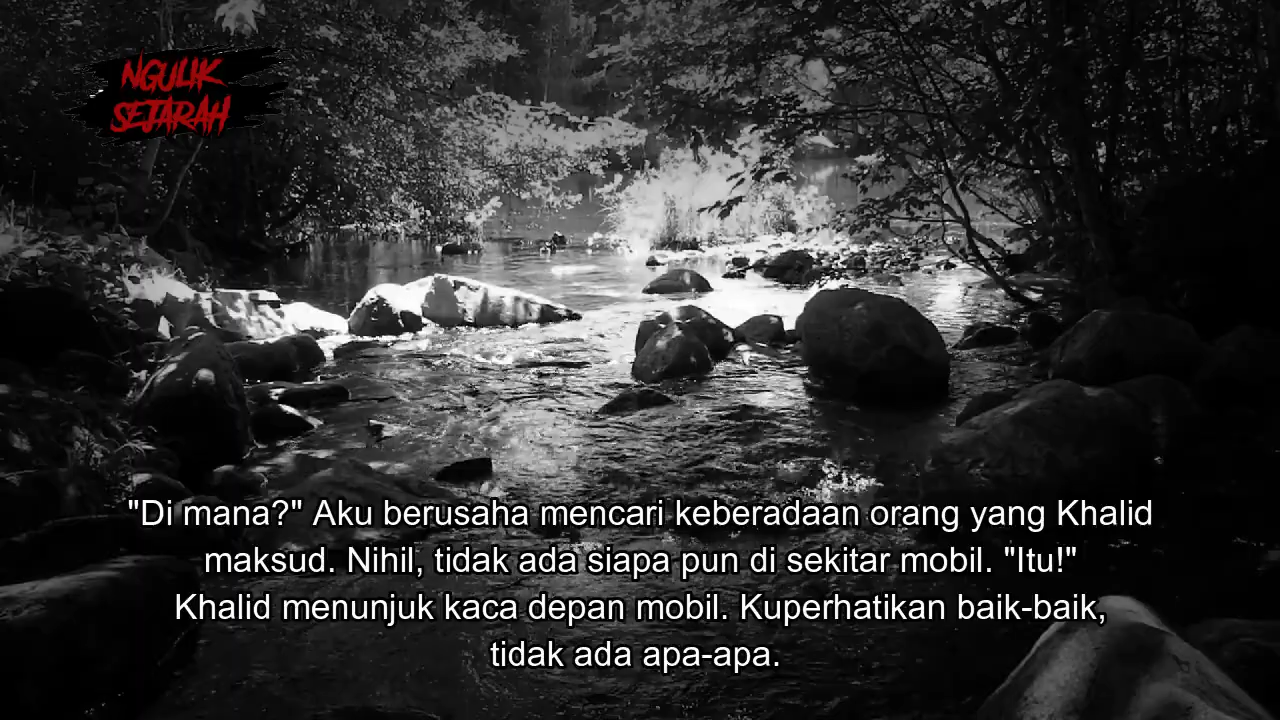 NGULIK
SEJARAH
"Di mana?" Aku berusaha mencari keberadaan orang yang Khalid
maksud. Nihil, tidak ada siapa pun di sekitar mobil. "Itu!"
Khalid menunjuk kaca depan mobil. Kuperhatikan baik-baik,
tidak ada apa-apa.